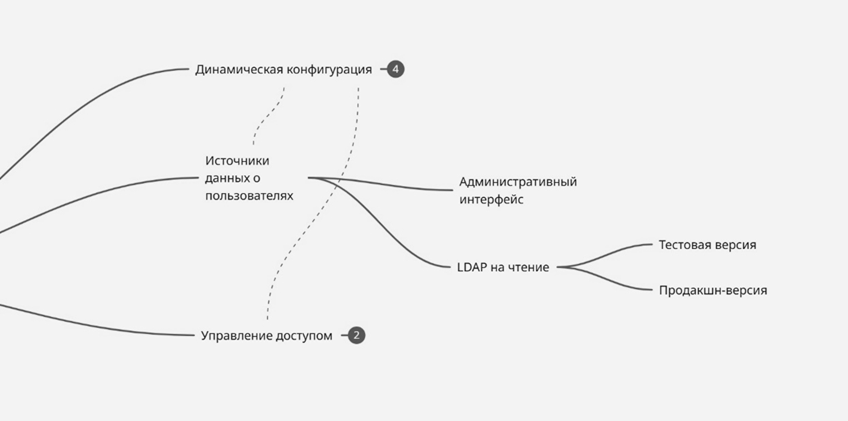 Динамическая конфигурация 4
Источники
данных о
пользователях
Административный
интерфейс
LDAP на чтение
Тестовая версия
Продакшн-версия
Управление доступом 2